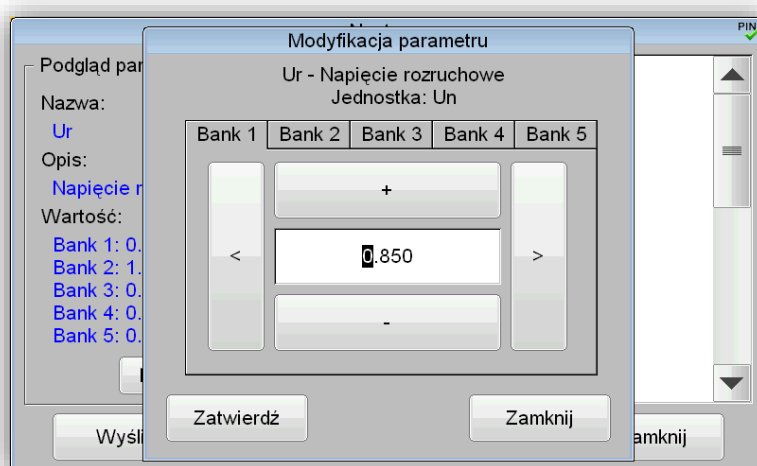 PIN
Modyfikacja parametru
Podgląd par
Ur - Napięcie rozruchowe
Jednostka: Un
Nazwa:
Ur
Opis:
Napięcie r
Wartość:
Bank 1: 0.
Bank 2: 1.
Bank 3: 0.
Bank 4: 0.
Bank 5: 0.
Bank 1 Bank 2 Bank 3 Bank 4 Bank 5
+
< 0.850 >
-
Zatwierdź Zamknij
Wyśli amknij